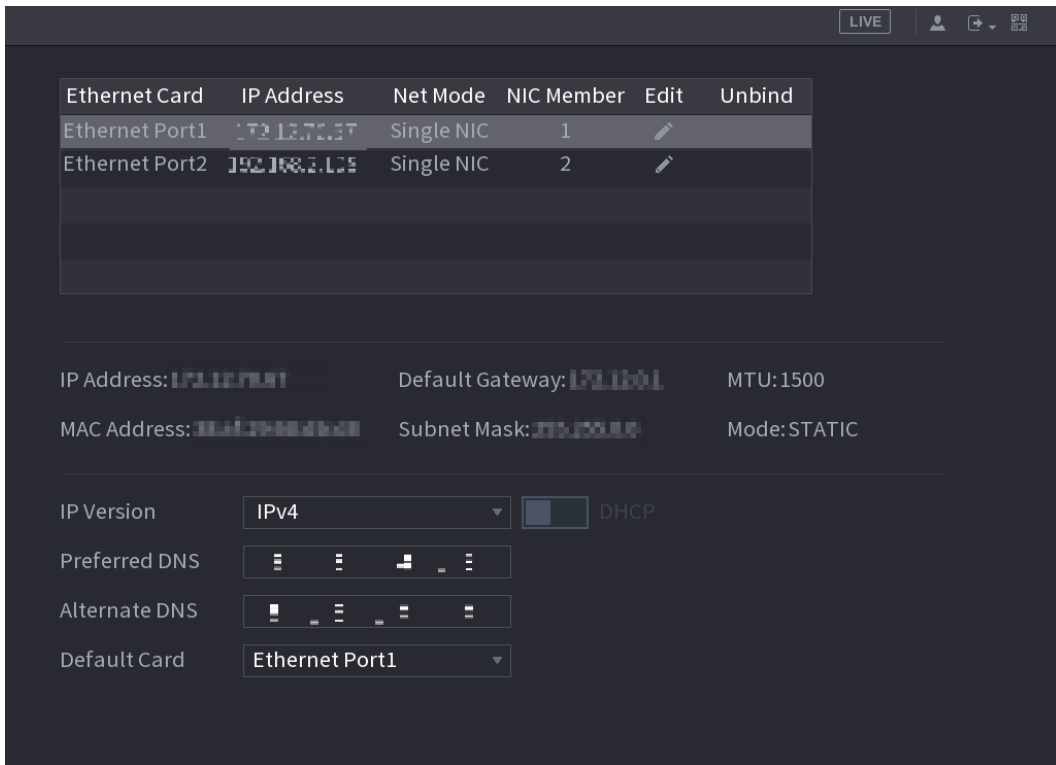 LIVE
Ethernet Card IP Address Net Mode NIC Member Edit Unbind
Ethernet Port1 Single NIC 1
Ethernet Port2 Single NIC 2
IP Address: Default Gateway: MTU:1500
MAC Address: Subnet Mask: Mode:STATIC
IP Version IPv4 DHCP
Preferred DNS
Alternate DNS
Default Card Ethernet Port1